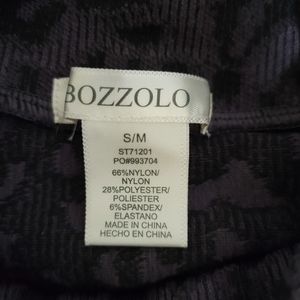 BOZZOLO
S/M
ST71201
PO#993704
66%NYLON/
NYLON
28%POLYESTER/
POLIESTER
6%SPANDEX/
ELASTANO
MADE IN CHINA
HECHO EN CHINA